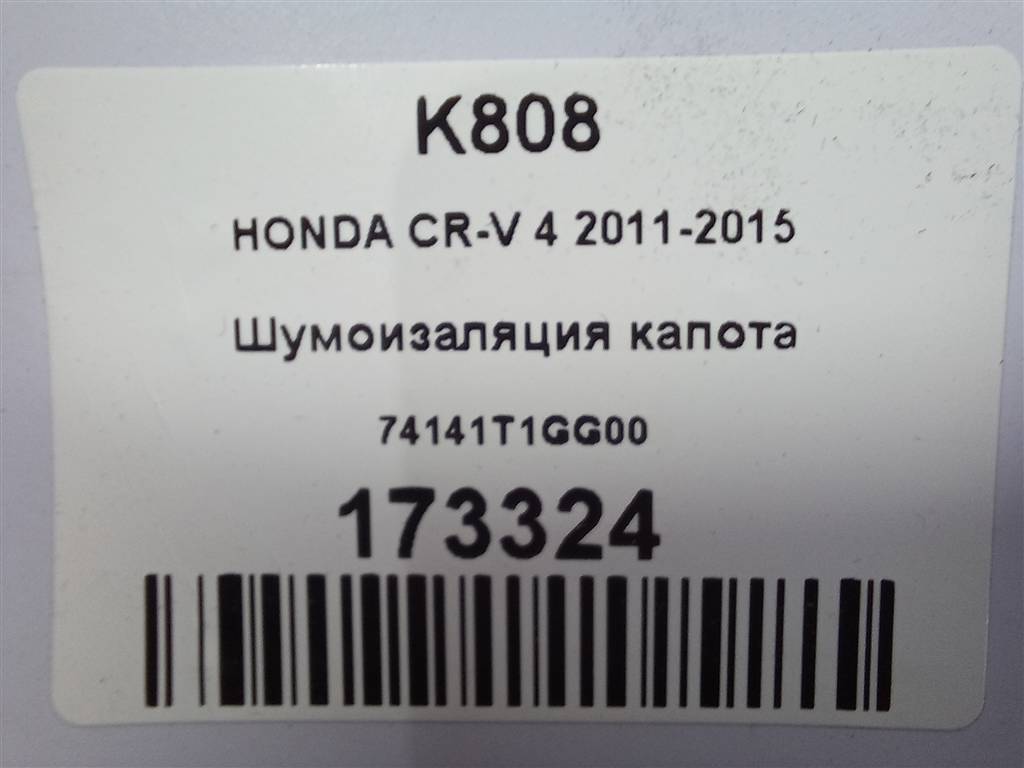 K808
HONDA CR-V 4 2011-2015
Шумоизаляция капота
74141T1GG00
173324